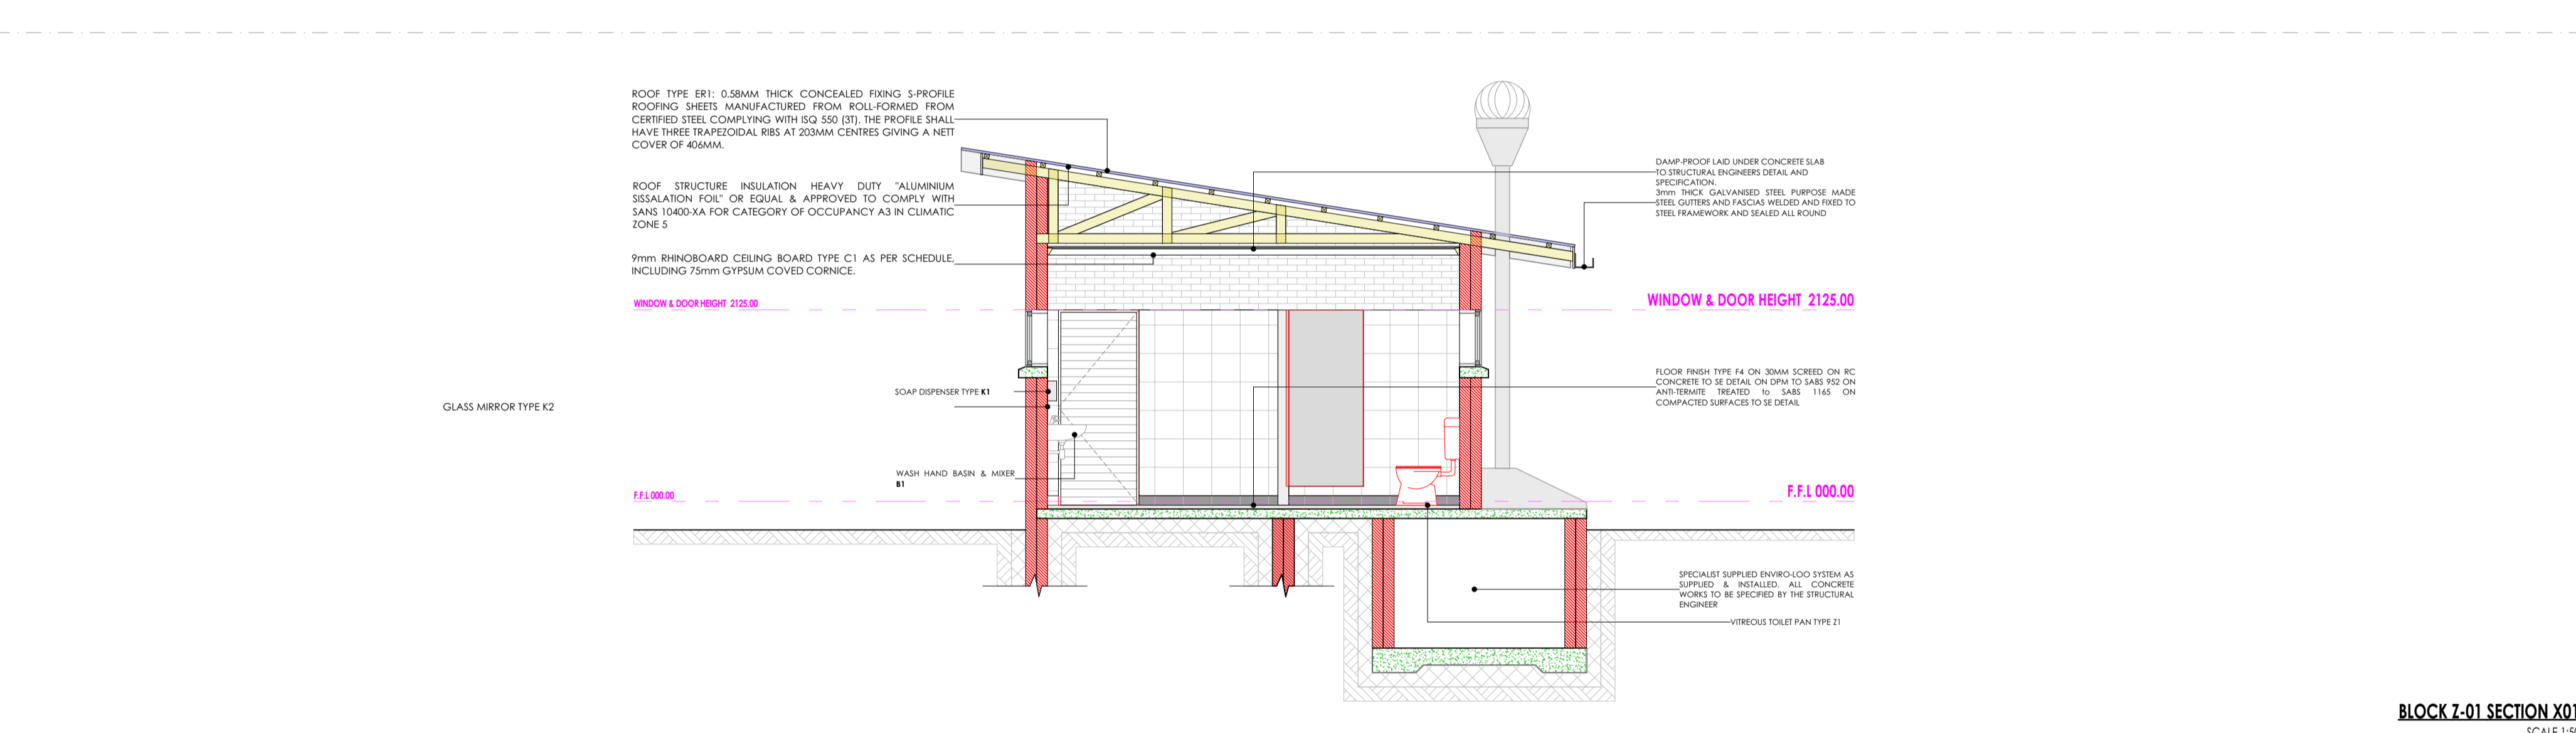 ROOF TYPE ER1: 0.58MM THICK CONCEALED FIXING S-PROFILE
ROOFING SHEETS MANUFACTURED FROM ROLL-FORMED FROM
CERTIFIED STEEL COMPLYING WITH ISQ 550 (3T). THE PROFILE SHALL
HAVE THREE TRAPEZOIDAL RIBS AT 203MM CENTRES GIVING A NETT
COVER OF 406MM.
ROOF STRUCTURE INSULATION HEAVY DUTY "ALUMINIUM
SISSALATION FOIL" OR EQUAL & APPROVED TO COMPLY WITH
SANS 10400-XA FOR CATEGORY OF OCCUPANCY A3 IN CLIMATIC
ZONE 5
9mm RHINOBOARD CEILING BOARD TYPE C1 AS PER SCHEDULE,
INCLUDING 75mm GYPSUM COVED CORNICE.
WINDOW & DOOR HEIGHT 2125.00
SOAP DISPENSER TYPE K1
GLASS MIRROR TYPE K2
WASH HAND BASIN & MIXER
B1
F.F.L 000.00
DAMP-PROOF LAID UNDER CONCRETE SLAB
TO STRUCTURAL ENGINEERS DETAIL AND
SPECIFICATION.
3mm THICK GALVANISED STEEL PURPOSE MADE
STEEL GUTTERS AND FASCIAS WELDED AND FIXED TO
STEEL FRAMEWORK AND SEALED ALL ROUND
WINDOW & DOOR HEIGHT 2125.00
FLOOR FINISH TYPE F4 ON 30MM SCREED ON RC
CONCRETE TO SE DETAIL ON DPM TO SABS 952 ON
ANTI-TERMITE TREATED to SABS 1165 ON
COMPACTED SURFACES TO SE DETAIL
F.F.L 000.00
SPECIALIST SUPPLIED ENVIRO-LOO SYSTEM AS
SUPPLIED & INSTALLED. ALL CONCRETE
WORKS TO BE SPECIFIED BY THE STRUCTURAL
ENGINEER
VITREOUS TOILET PAN TYPE Z1
BLOCK Z-01 SECTION X01
SCALE